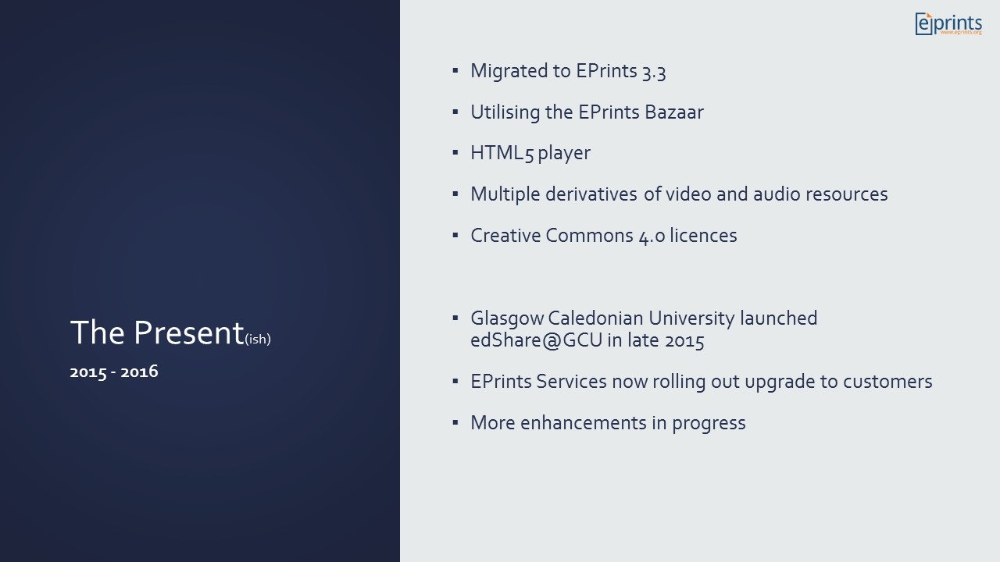 The Present(ish)
2015 - 2016
eprints
www.eprints.org
▪ Migrated to EPrints 3.3
▪ Utilising the EPrints Bazaar
▪ HTML5 player
▪ Multiple derivatives of video and audio resources
▪ Creative Commons 4.0 licences
▪ Glasgow Caledonian University launched
edShare@GCU in late 2015
▪ EPrints Services now rolling out upgrade to customers
▪ More enhancements in progress